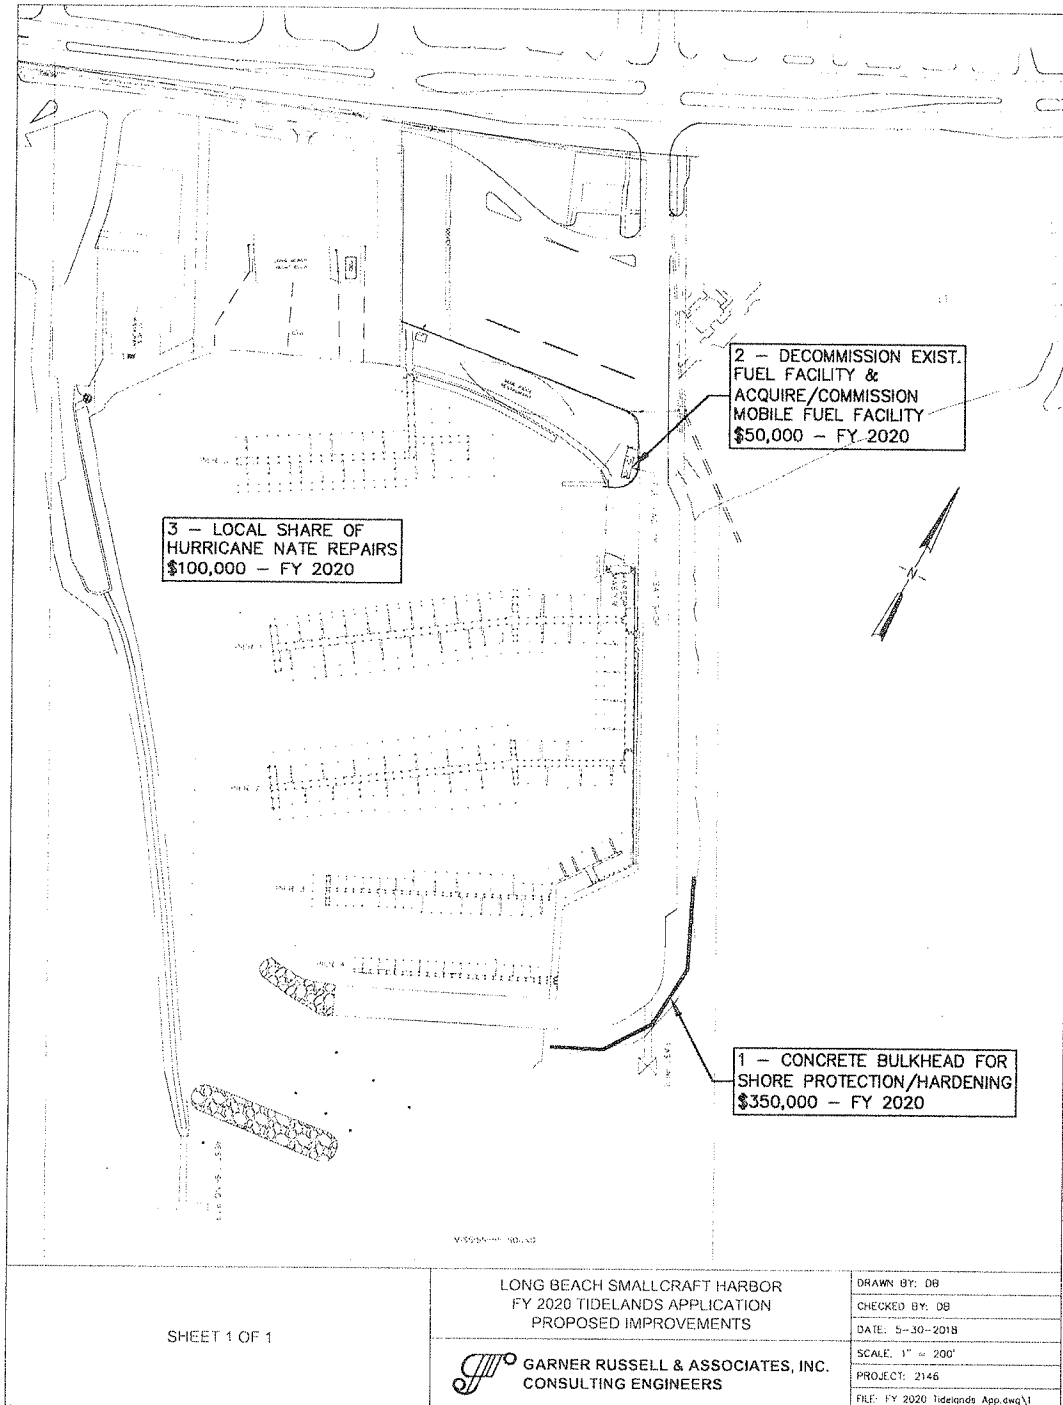 2 – DECOMMISSION EXIST.
FUEL FACILITY &
ACQUIRE/COMMISSION
MOBILE FUEL FACILITY
$50,000 – FY 2020
3 – LOCAL SHARE OF
HURRICANE NATE REPAIRS
$100,000 – FY 2020
N
1 – CONCRETE BULKHEAD FOR
SHORE PROTECTION/HARDENING
$350,000 – FY 2020
SHEET 1 OF 1
LONG BEACH SMALLCRAFT HARBOR
FY 2020 TIDELANDS APPLICATION
PROPOSED IMPROVEMENTS
GARNER RUSSELL & ASSOCIATES, INC.
CONSULTING ENGINEERS
DRAWN BY: DB
CHECKED BY: DB
DATE: 5-30-2018
SCALE: 1" = 200'
PROJECT: 2146
FILE: FY 2020 Tidelands App.dwg\1